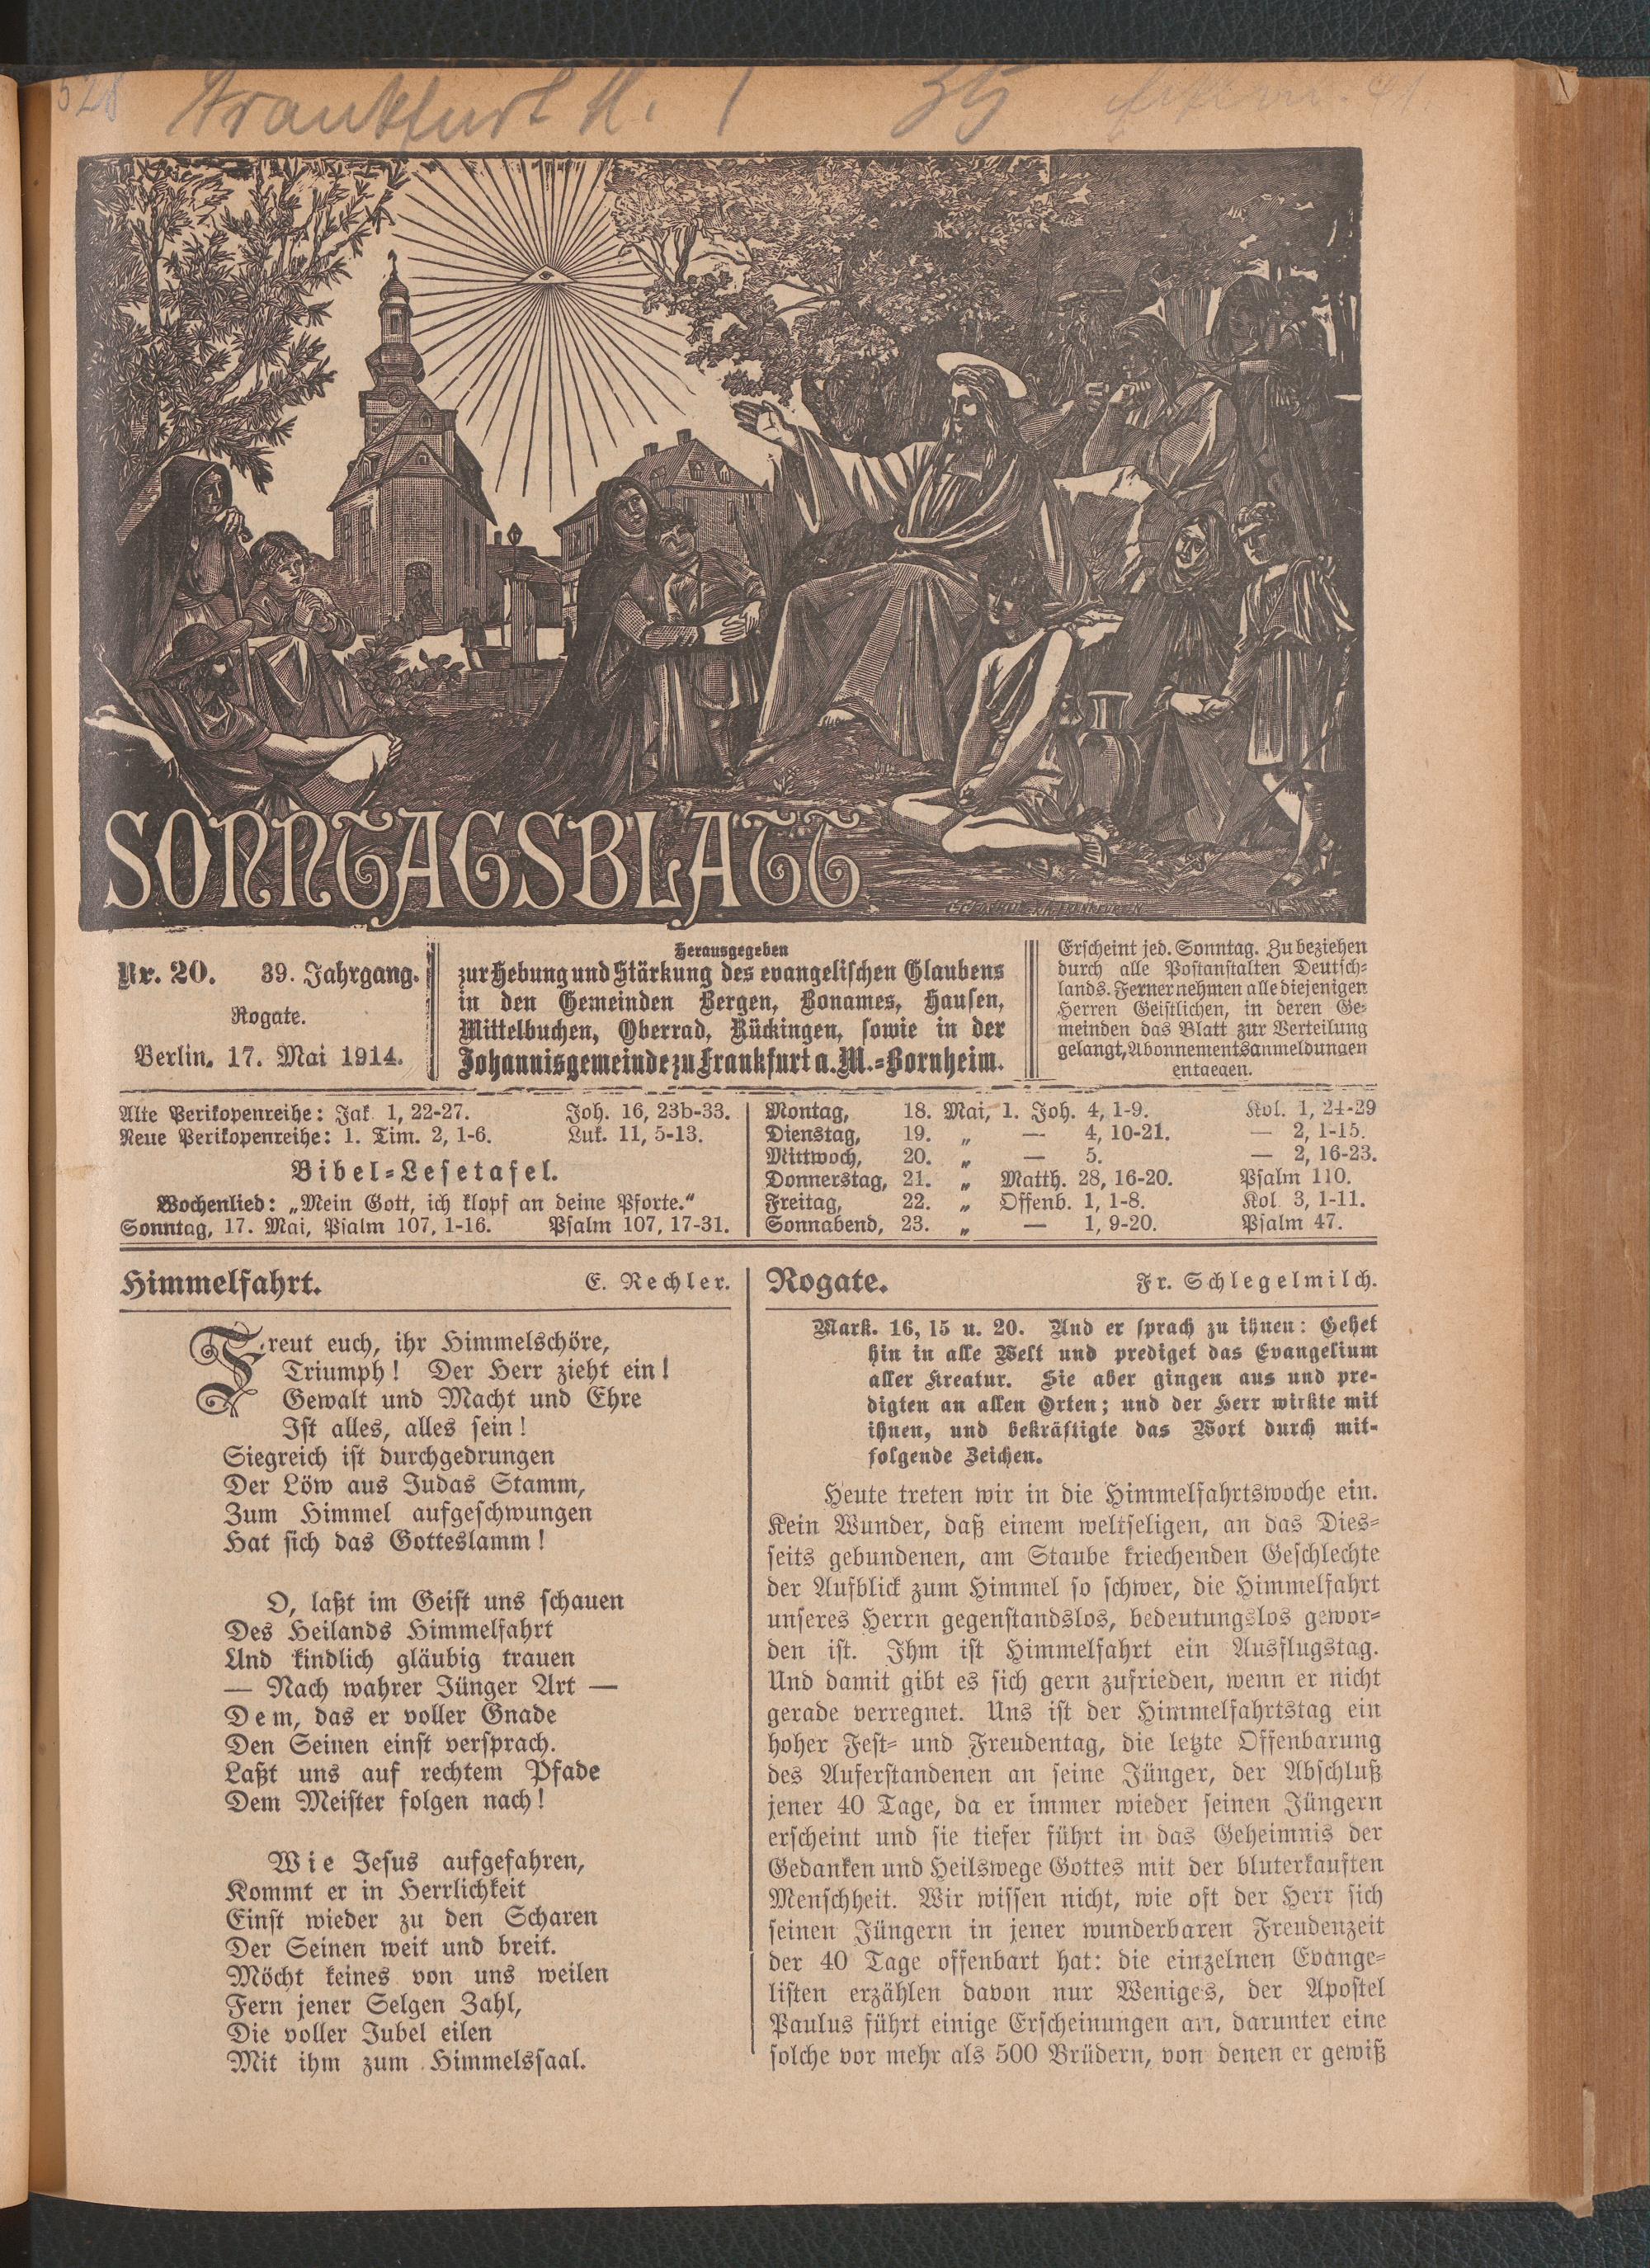 528 Frankfurt M. 1 35
SONNTAGSBLATT
Nr. 20. 39. Jahrgang.
Rogate.
Berlin, 17. Mai 1914.
Herausgegeben
zur Hebung und Stärkung des evangelischen Glaubens
in den Gemeinden Bergen, Bonames, Hausen,
Mittelbuchen, Oberrad, Rückingen, sowie in der
Johannisgemeinde zu Frankfurt a. M.-Bornheim.
Erscheint jed. Sonntag. Zu beziehen
durch alle Postanstalten Deutsch-
lands. Ferner nehmen alle diejenigen
Herren Geistlichen, in deren Ge-
meinden das Blatt zur Verteilung
gelangt, Abonnementsanmeldungen
entgegen.
Alte Perikopenreihe: Jak. 1, 22-27. Joh. 16, 23b-33.
Neue Perikopenreihe: 1. Tim. 2, 1-6. Luk. 11, 5-13.
Bibel-Lesetafel.
Wochenlied: „Mein Gott, ich klopf an deine Pforte.“
Sonntag, 17. Mai, Psalm 107, 1-16. Psalm 107, 17-31.
Montag, 18. Mai, 1. Joh. 4, 1-9. Kol. 1, 24-29
Dienstag, 19. „ — 4, 10-21. — 2, 1-15.
Mittwoch, 20. „ — 5. — 2, 16-23.
Donnerstag, 21. „ Matth. 28, 16-20. Psalm 110.
Freitag, 22. „ Offenb. 1, 1-8. Kol. 3, 1-11.
Sonnabend, 23. „ — 1, 9-20. Psalm 47.
Himmelfahrt. E. Rechler.
Freut euch, ihr Himmelschöre,
Triumph! Der Herr zieht ein!
Gewalt und Macht und Ehre
Ist alles, alles sein!
Siegreich ist durchgedrungen
Der Löw aus Judas Stamm,
Zum Himmel aufgeschwungen
Hat sich das Gotteslamm!
O, laßt im Geist uns schauen
Des Heilands Himmelfahrt
Und kindlich gläubig trauen
— Nach wahrer Jünger Art —
Dem, das er voller Gnade
Den Seinen einst versprach.
Laßt uns auf rechtem Pfade
Dem Meister folgen nach!
Wie Jesus aufgefahren,
Kommt er in Herrlichkeit
Einst wieder zu den Scharen
Der Seinen weit und breit.
Möcht keines von uns weilen
Fern jener Selgen Zahl,
Die voller Jubel eilen
Mit ihm zum Himmelssaal.
Rogate. Fr. Schlegelmilch.
Mark. 16, 15 u. 20. Und er sprach zu ihnen: Gehet
hin in alle Welt und prediget das Evangelium
aller Kreatur. Sie aber gingen aus und pre-
digten an allen Orten; und der Herr wirkte mit
ihnen, und bekräftigte das Wort durch mit-
folgende Zeichen.
Heute treten wir in die Himmelfahrtswoche ein.
Kein Wunder, daß einem weltseligen, an das Dies-
seits gebundenen, am Staube kriechenden Geschlechte
der Aufblick zum Himmel so schwer, die Himmelfahrt
unseres Herrn gegenstandslos, bedeutungslos gewor-
den ist. Ihm ist Himmelfahrt ein Ausflugstag.
Und damit gibt es sich gern zufrieden, wenn er nicht
gerade verregnet. Uns ist der Himmelfahrtstag ein
hoher Fest- und Freudentag, die letzte Offenbarung
des Auferstandenen an seine Jünger, der Abschluß
jener 40 Tage, da er immer wieder seinen Jüngern
erscheint und sie tiefer führt in das Geheimnis der
Gedanken und Heilswege Gottes mit der bluterkauften
Menschheit. Wir wissen nicht, wie oft der Herr sich
seinen Jüngern in jener wunderbaren Freudenzeit
der 40 Tage offenbart hat: die einzelnen Evange-
listen erzählen davon nur Weniges, der Apostel
Paulus führt einige Erscheinungen an, darunter eine
solche vor mehr als 500 Brüdern, von denen er gewiß